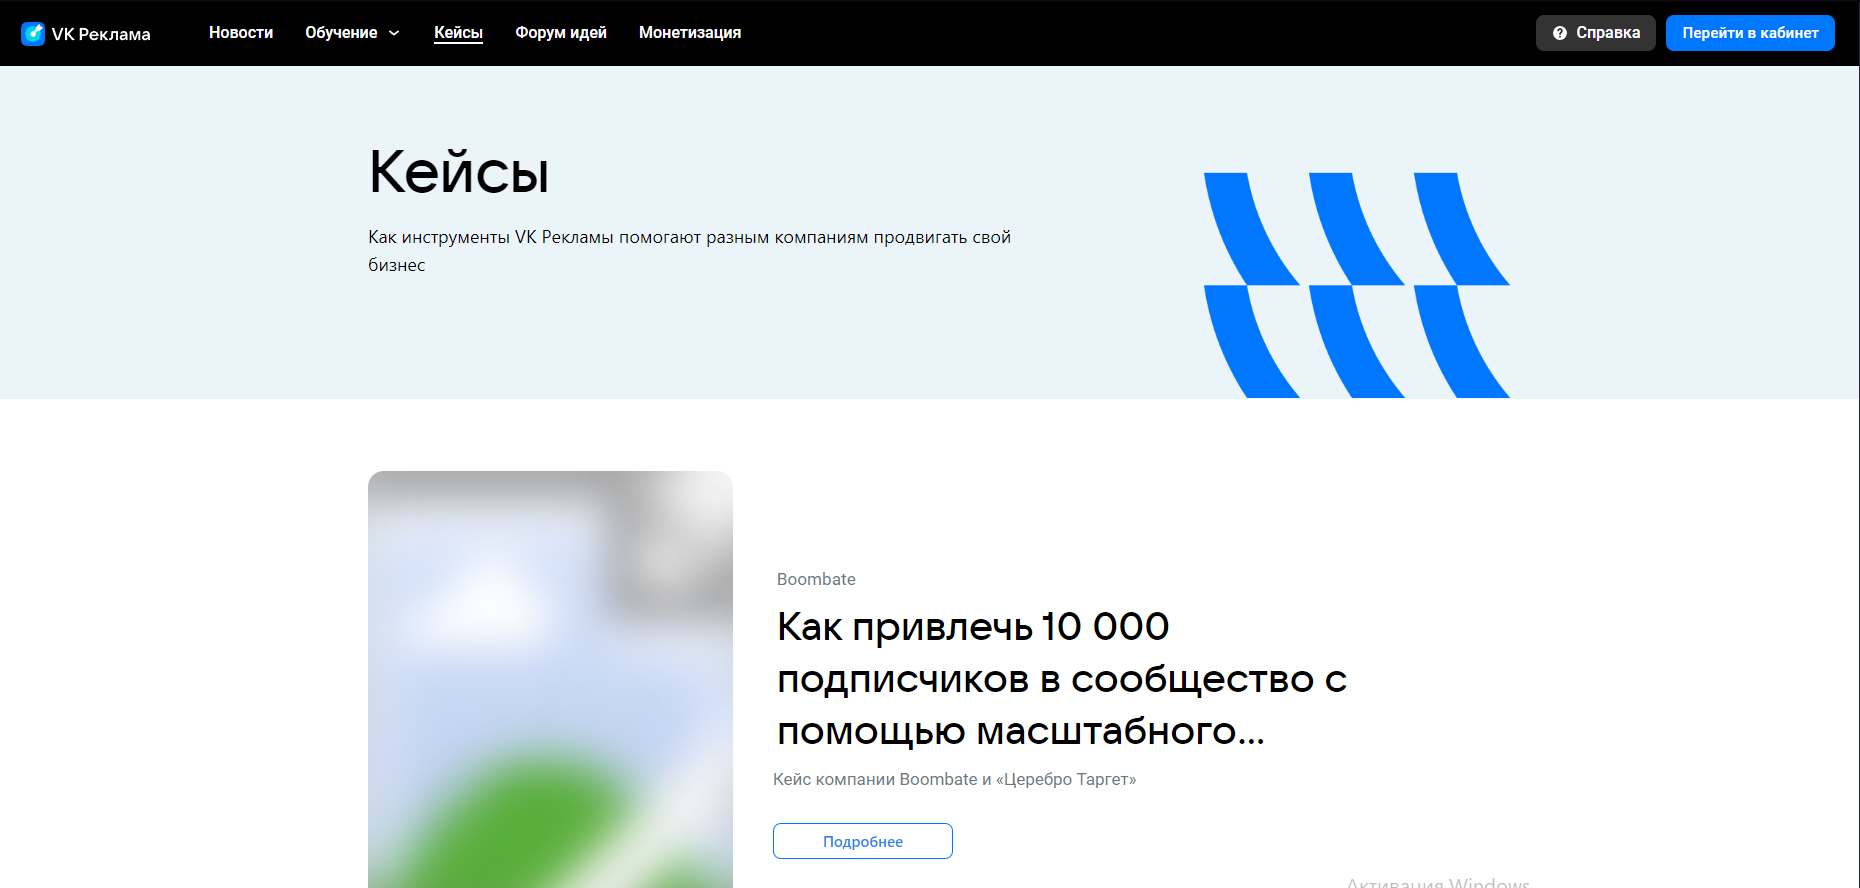 VK Реклама
Новости Обучение Кейсы Форум идей Монетизация
Справка Перейти в кабинет
Кейсы
Как инструменты VK Рекламы помогают разным компаниям продвигать свой
бизнес
Boombate
Как привлечь 10 000
подписчиков в сообщество с
помощью масштабного...
Кейс компании Boombate и «Церебро Таргет»
Подробнее
Активация Windows